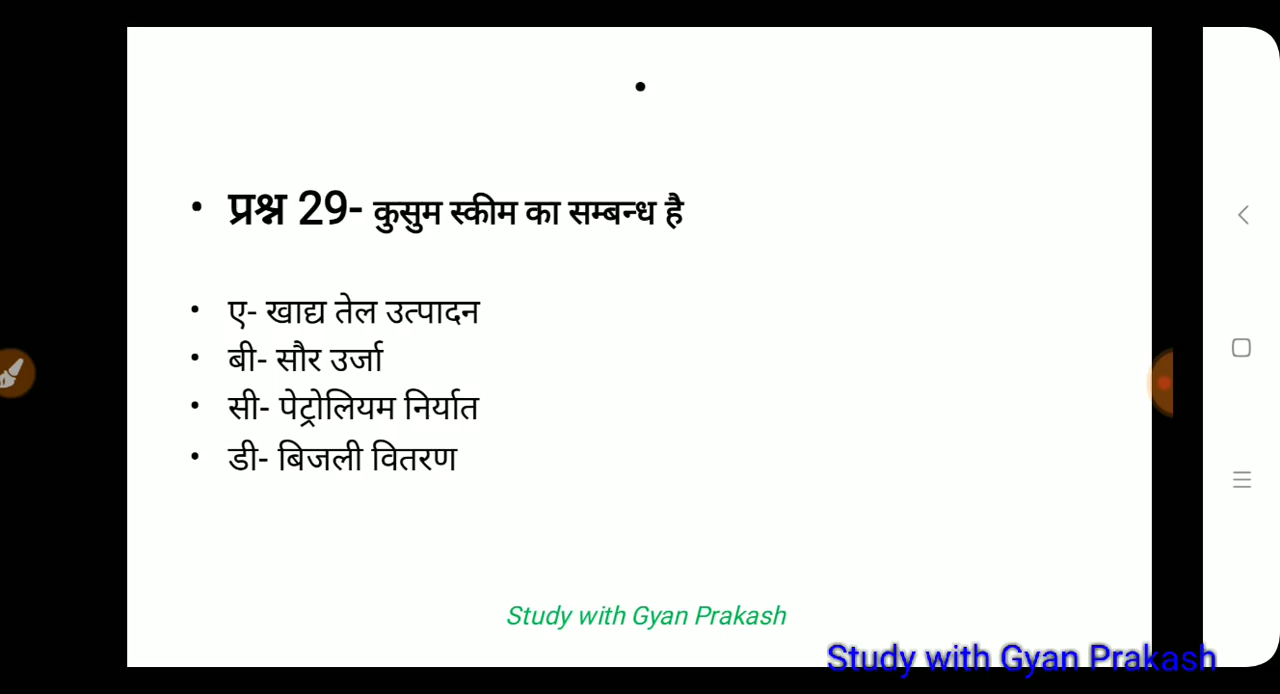 • प्रश्न 29- कुसुम स्कीम का सम्बन्ध है
• ए- खाद्य तेल उत्पादन
• बी- सौर उर्जा
• सी- पेट्रोलियम निर्यात
• डी- बिजली वितरण
Study with Gyan Prakash
Study with Gyan Prakash